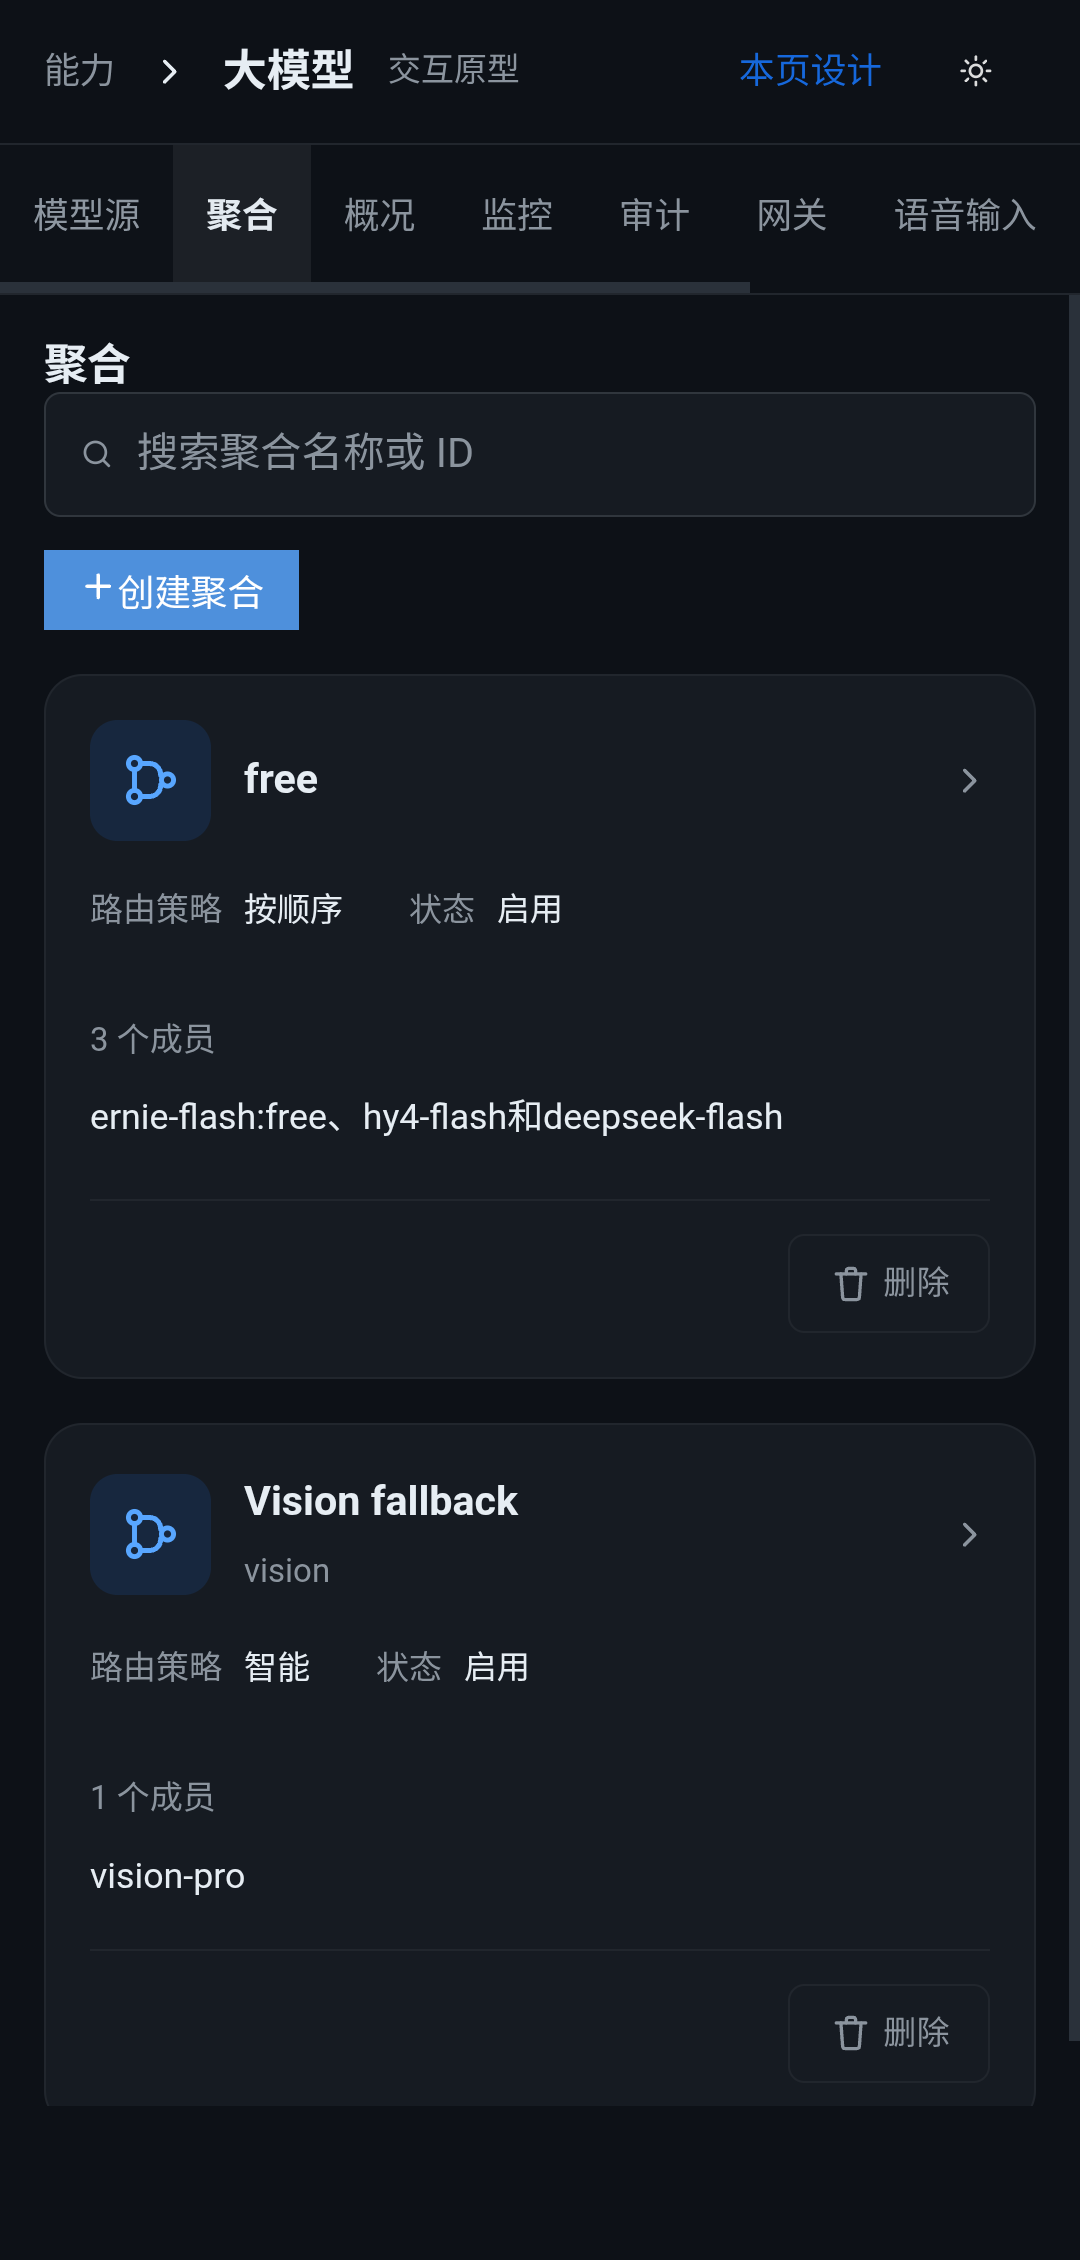 能力 大模型 交互原型 本页设计
模型源 聚合 概况 监控 审计 网关 语音输入
聚合
搜索聚合名称或 ID
创建聚合
free
路由策略 按顺序 状态 启用
3 个成员
ernie-flash:free、hy4-flash和deepseek-flash
删除
Vision fallback
vision
路由策略 智能 状态 启用
1 个成员
vision-pro
删除